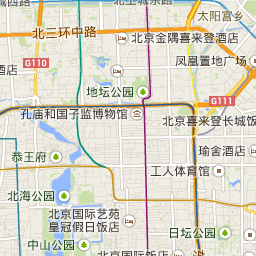 北三环中路
太阳宫乡
北京金隅喜来登酒店
酒店
G110
凤凰置地广场
地坛公园
G111
孔庙和国子监博物馆
北京喜来登长城饭
恭王府
瑜舍酒店
工人体育馆
北海公园
北京国际艺苑
皇冠假日饭店
日坛公园
中山公园
北京国际饭店